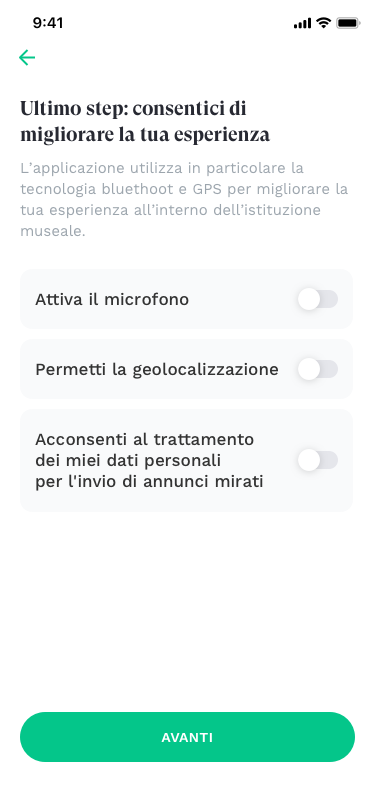 9:41
Ultimo step: consentici di
migliorare la tua esperienza
L’applicazione utilizza in particolare la
tecnologia bluethoot e GPS per migliorare la
tua esperienza all’interno dell’istituzione
museale.
Attiva il microfono
Permetti la geolocalizzazione
Acconsenti al trattamento
dei miei dati personali
per l'invio di annunci mirati
AVANTI